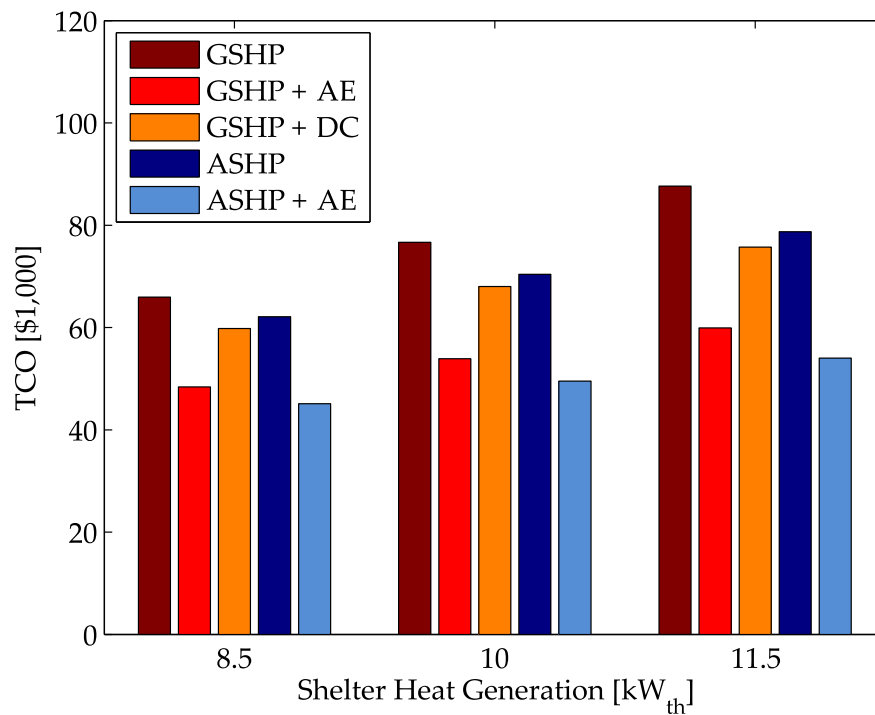 120
100
80
60
40
20
0
TCO [$1,000]
GSHP
GSHP + AE
GSHP + DC
ASHP
ASHP + AE
8.5 10 11.5
Shelter Heat Generation [kW_th]